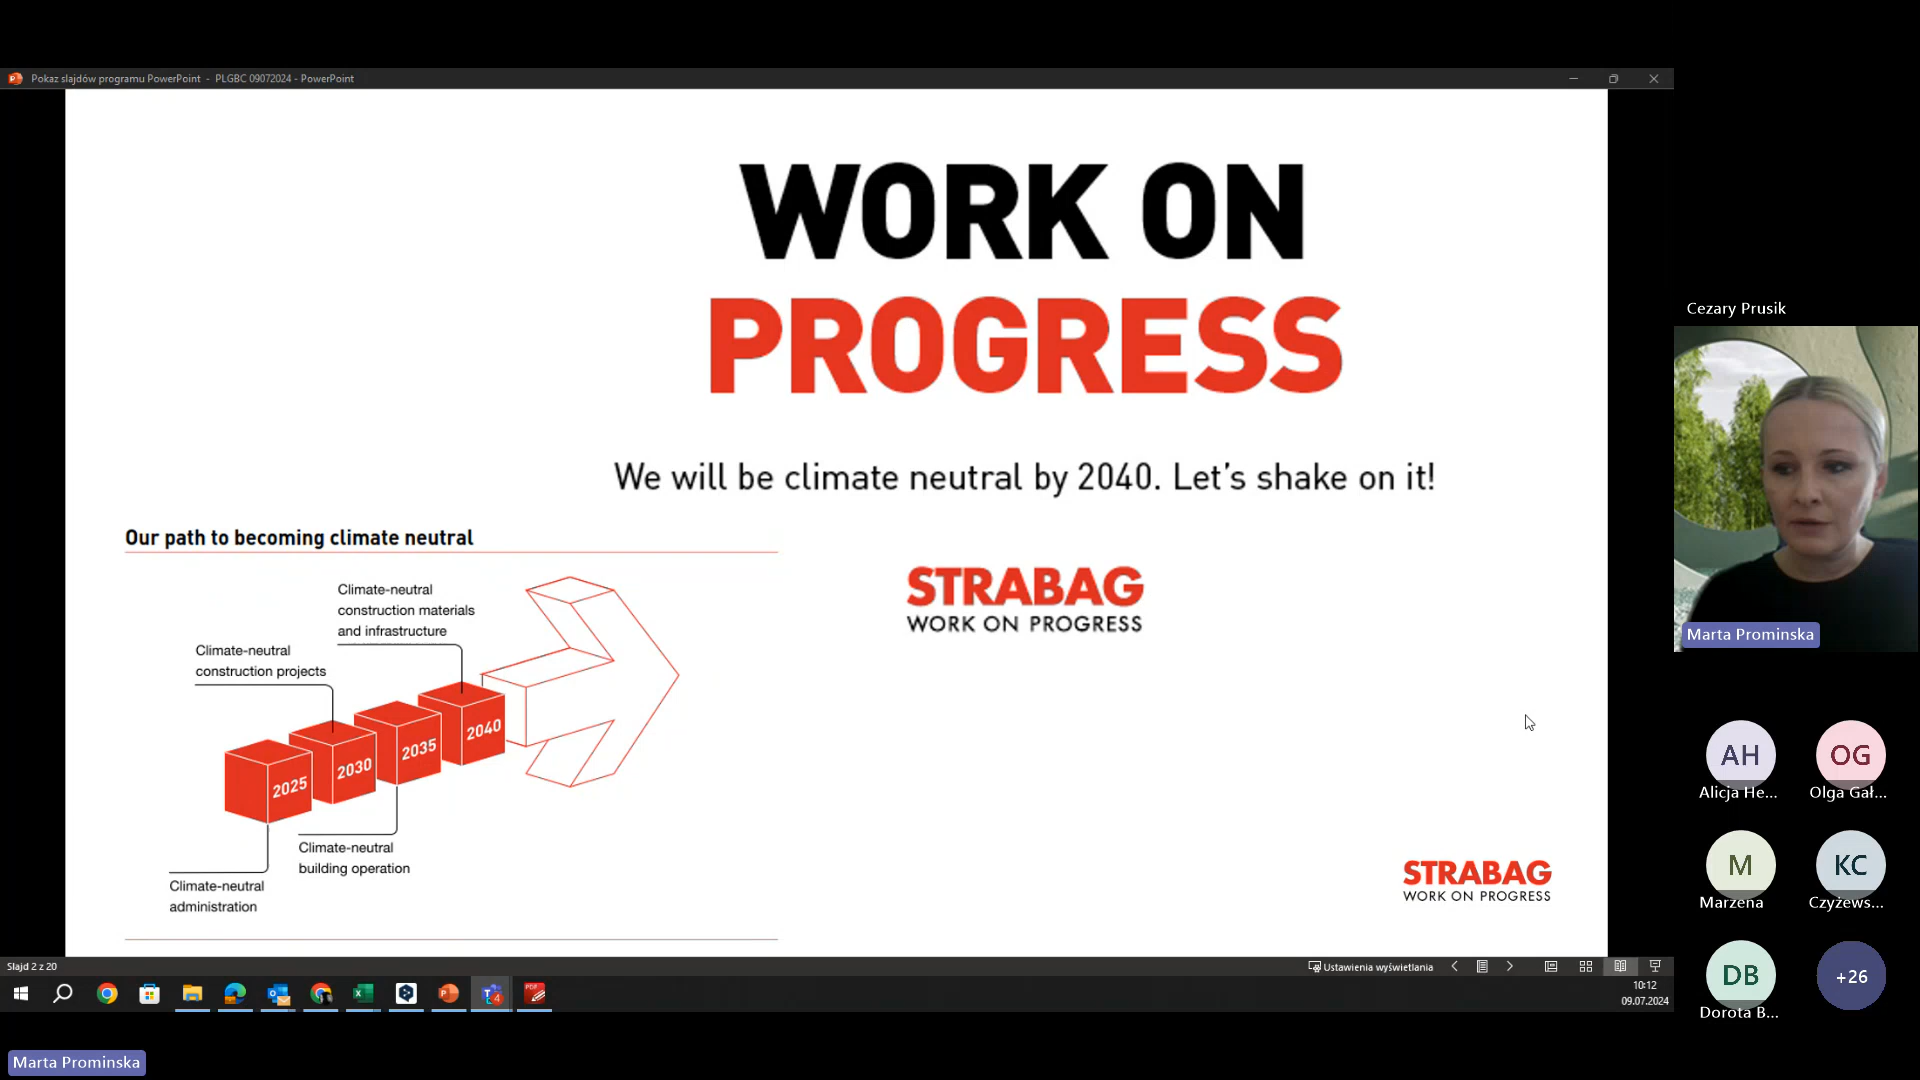 Pokaz slajdów programu PowerPoint - PLGBC 09072024 - PowerPoint
WORK ON
PROGRESS
We will be climate neutral by 2040. Let's shake on it!
Our path to becoming climate neutral
Climate-neutral
construction materials
and infrastructure
Climate-neutral
construction projects
2025
2030
2035
2040
Climate-neutral
building operation
Climate-neutral
administration
STRABAG
WORK ON PROGRESS
STRABAG
WORK ON PROGRESS
Slajd 2 z 20
Ustawienia wyświetlania
10:12
09.07.2024
Marta Prominska
Cezary Prusik
Marta Prominska
AH
Alicja He...
OG
Olga Gał...
M
Marzena
KC
Czyżews...
DB
Dorota B...
+26